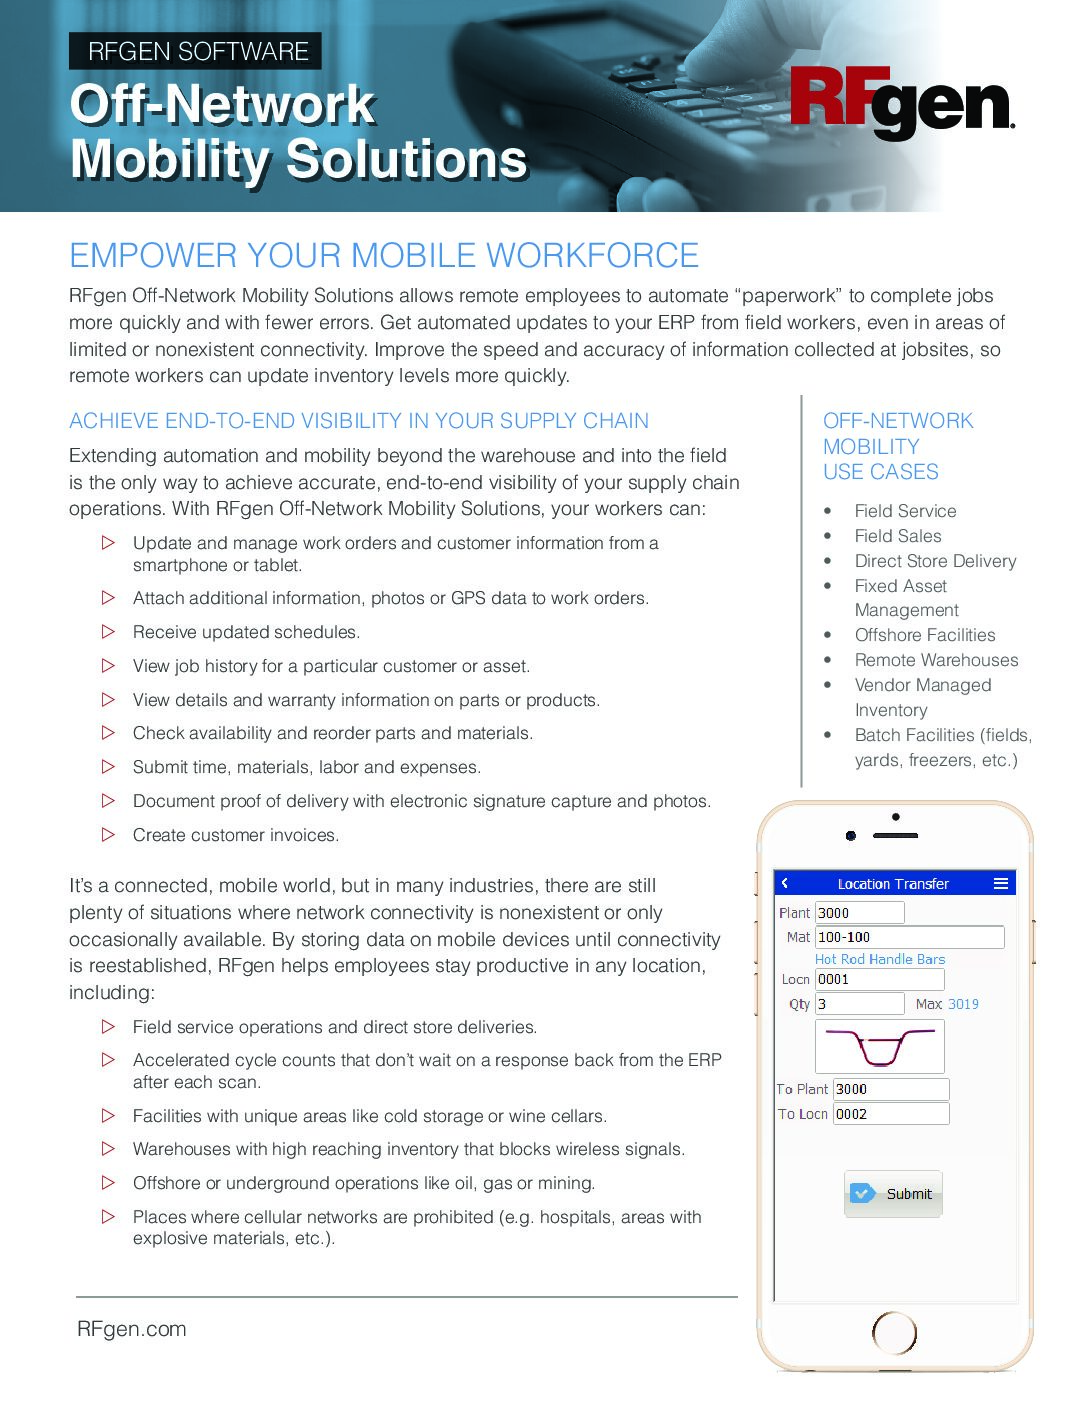 RFGEN SOFTWARE
Off-Network
Mobility Solutions
RFgen.
EMPOWER YOUR MOBILE WORKFORCE
RFgen Off-Network Mobility Solutions allows remote employees to automate “paperwork” to complete jobs
more quickly and with fewer errors. Get automated updates to your ERP from field workers, even in areas of
limited or nonexistent connectivity. Improve the speed and accuracy of information collected at jobsites, so
remote workers can update inventory levels more quickly.
ACHIEVE END-TO-END VISIBILITY IN YOUR SUPPLY CHAIN
Extending automation and mobility beyond the warehouse and into the field
is the only way to achieve accurate, end-to-end visibility of your supply chain
operations. With RFgen Off-Network Mobility Solutions, your workers can:
▷ Update and manage work orders and customer information from a
smartphone or tablet.
▷ Attach additional information, photos or GPS data to work orders.
▷ Receive updated schedules.
▷ View job history for a particular customer or asset.
▷ View details and warranty information on parts or products.
▷ Check availability and reorder parts and materials.
▷ Submit time, materials, labor and expenses.
▷ Document proof of delivery with electronic signature capture and photos.
▷ Create customer invoices.
It’s a connected, mobile world, but in many industries, there are still
plenty of situations where network connectivity is nonexistent or only
occasionally available. By storing data on mobile devices until connectivity
is reestablished, RFgen helps employees stay productive in any location,
including:
▷ Field service operations and direct store deliveries.
▷ Accelerated cycle counts that don’t wait on a response back from the ERP
after each scan.
▷ Facilities with unique areas like cold storage or wine cellars.
▷ Warehouses with high reaching inventory that blocks wireless signals.
▷ Offshore or underground operations like oil, gas or mining.
▷ Places where cellular networks are prohibited (e.g. hospitals, areas with
explosive materials, etc.).
OFF-NETWORK
MOBILITY
USE CASES
• Field Service
• Field Sales
• Direct Store Delivery
• Fixed Asset
Management
• Offshore Facilities
• Remote Warehouses
• Vendor Managed
Inventory
• Batch Facilities (fields,
yards, freezers, etc.)
Location Transfer
Plant 3000
Mat 100-100
Hot Rod Handle Bars
Locn 0001
Qty 3 Max 3019
To Plant 3000
To Locn 0002
Submit
RFgen.com